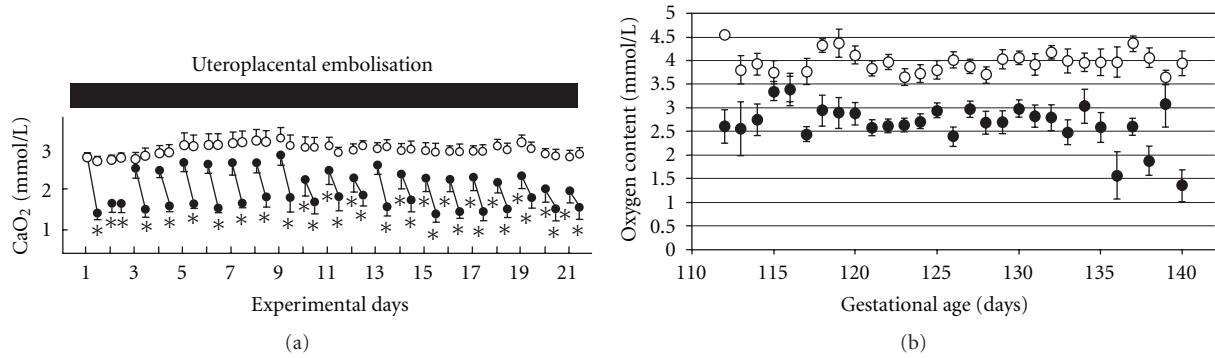 Uteroplacental embolisation
CaO2 (mmol/L)
3
2
1
* * * * * * * * * * * * * * * * * * * * * * * * * * * * * *
1 3 5 7 9 11 13 15 17 19 21
Experimental days
(a)
Oxygen content (mmol/L)
5
4.5
4
3.5
3
2.5
2
1.5
1
0.5
0
110 115 120 125 130 135 140
Gestational age (days)
(b)